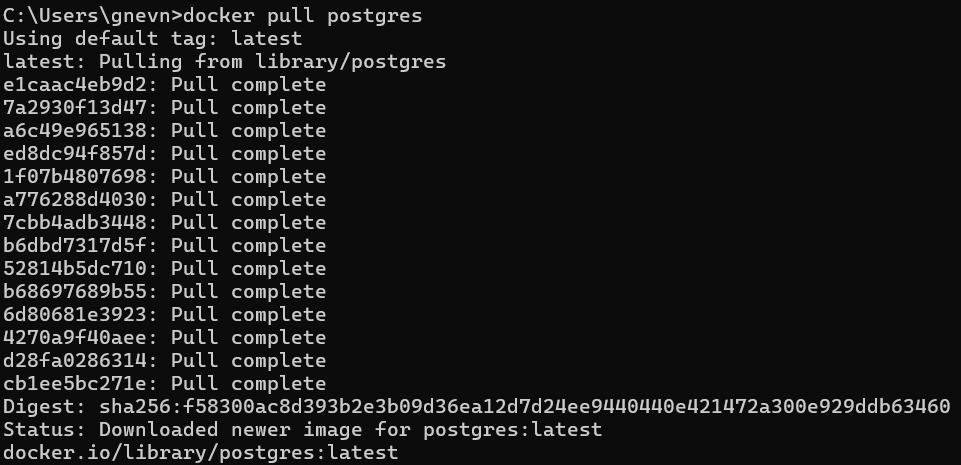 C:\Users\gnevn>docker pull postgres
Using default tag: latest
latest: Pulling from library/postgres
e1caac4eb9d2: Pull complete
7a2930f13d47: Pull complete
a6c49e965138: Pull complete
ed8dc94f857d: Pull complete
1f07b4807698: Pull complete
a776288d4030: Pull complete
7cbb4adb3448: Pull complete
b6dbd7317d5f: Pull complete
52814b5dc710: Pull complete
b68697689b55: Pull complete
6d80681e3923: Pull complete
4270a9f40aee: Pull complete
d28fa0286314: Pull complete
cb1ee5bc271e: Pull complete
Digest: sha256:f58300ac8d393b2e3b09d36ea12d7d24ee9440440e421472a300e929ddb63460
Status: Downloaded newer image for postgres:latest
docker.io/library/postgres:latest